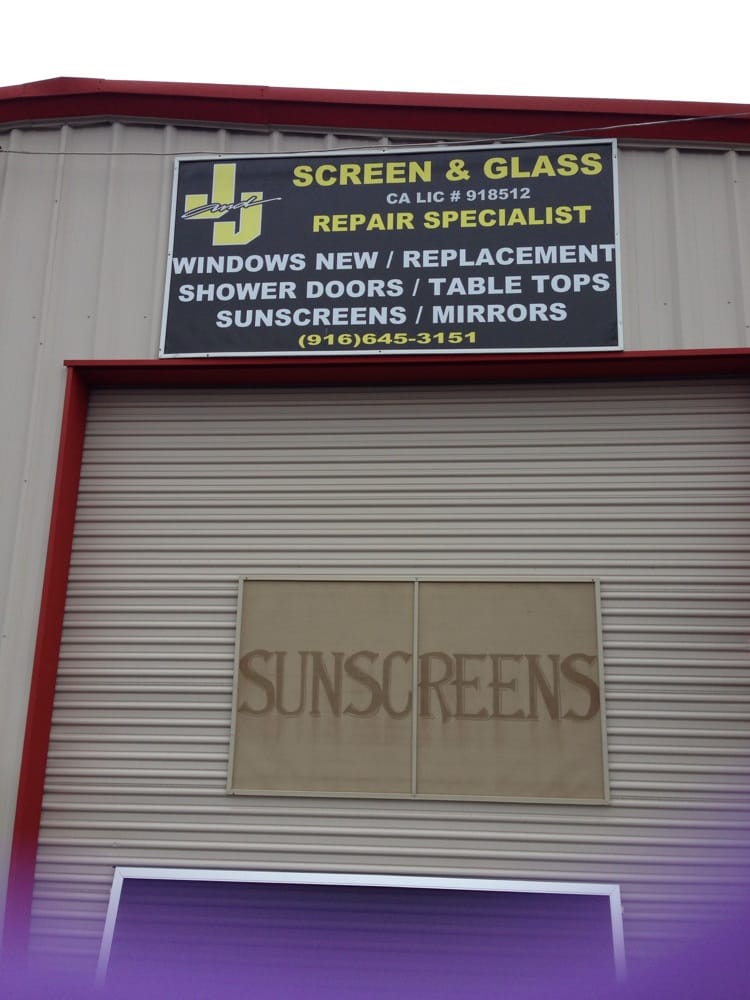 J and J
SCREEN & GLASS
CA LIC # 918512
REPAIR SPECIALIST
WINDOWS NEW / REPLACEMENT
SHOWER DOORS / TABLE TOPS
SUNSCREENS / MIRRORS
(916)645-3151
SUNSCREENS